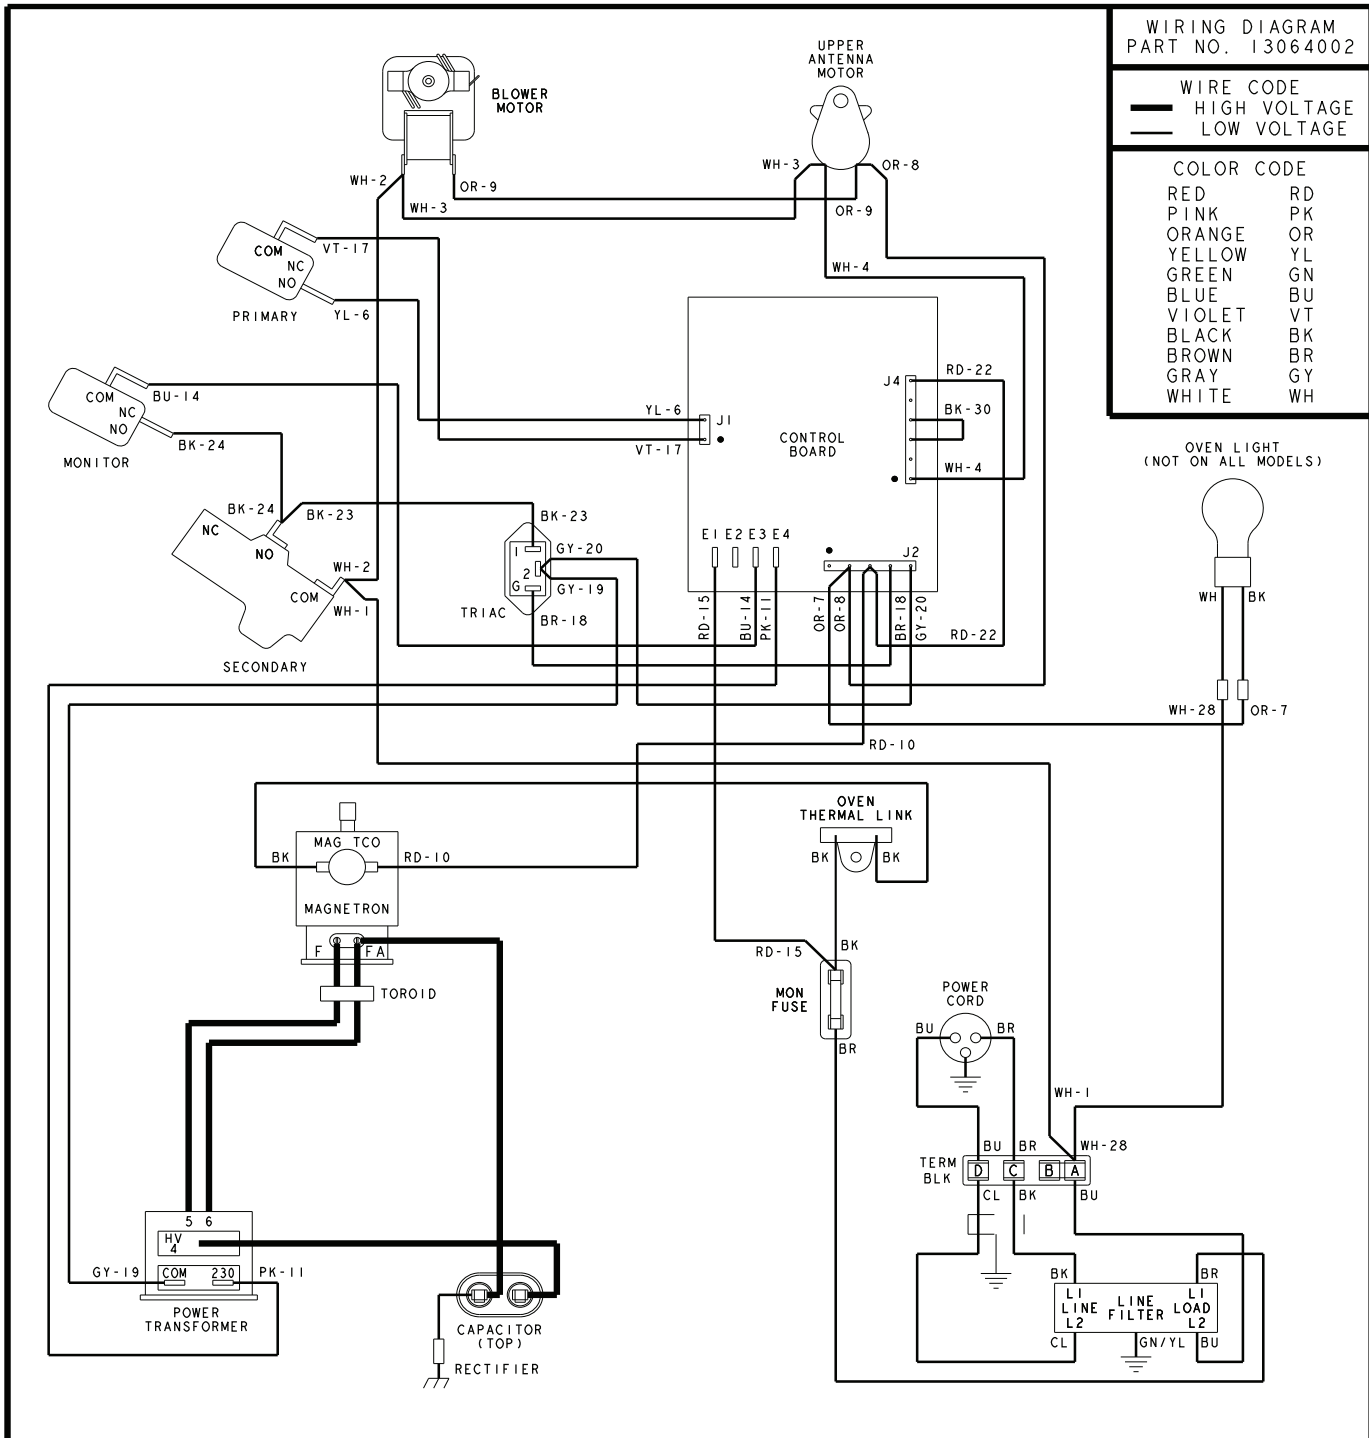 WIRING DIAGRAM
PART NO. 13064002
WIRE CODE
HIGH VOLTAGE
LOW VOLTAGE
COLOR CODE
RED RD
PINK PK
ORANGE OR
YELLOW YL
GREEN GN
BLUE BU
VIOLET VT
BLACK BK
BROWN BR
GRAY GY
WHITE WH
UPPER
ANTENNA
MOTOR
BLOWER
MOTOR
WH-3
OR-8
WH-2
OR-9
WH-3
OR-9
COM
VT-17
NC
NO
WH-4
PRIMARY
YL-6
COM
BU-14
NC
NO
BK-24
MONITOR
J4
RD-22
YL-6
J1
BK-30
VT-17
CONTROL
BOARD
WH-4
OVEN LIGHT
(NOT ON ALL MODELS)
BK-24
BK-23
BK-23
NC
NO
WH-2
COM
WH-1
SECONDARY
1
2
G
GY-20
GY-19
TRIAC
BR-18
E1 E2 E3 E4
J2
RD-15
BU-14
PK-11
OR-7
OR-8
BR-18
GY-20
RD-22
WH
BK
WH-28
OR-7
RD-10
OVEN
THERMAL LINK
MAG TCO
BK
RD-10
BK
BK
MAGNETRON
F
FA
TOROID
RD-15
BK
MON
FUSE
BR
POWER
CORD
BU
BR
WH-1
BU
BR
WH-28
TERM
BLK
D
C
B
A
CL
BK
BU
5 6
HV
4
GY-19
COM
230
PK-11
POWER
TRANSFORMER
CAPACITOR
(TOP)
RECTIFIER
BK
BR
L1
LINE
L2
LINE
FILTER
L1
LOAD
L2
CL
GN/YL
BU